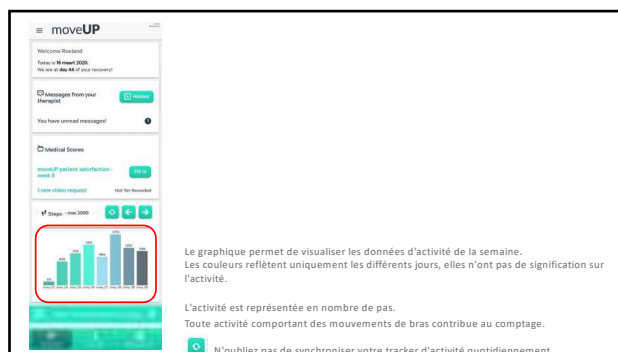 moveUP
Welcome Roeland
Today is 16 maart 2020.
We are at day 44 of your recovery!
Messages from your therapist
History
You have unread messages!
Medical Scores
moveUP patient satisfaction - week 6
Fill in
1 new video request
Not Yet Recorded
Steps - max 2000
Le graphique permet de visualiser les données d'activité de la semaine.
Les couleurs reflètent uniquement les différents jours, elles n'ont pas de signification sur
l'activité.
L'activité est représentée en nombre de pas.
Toute activité comportant des mouvements de bras contribue au comptage.
N'oubliez pas de synchroniser votre tracker d'activité quotidiennement